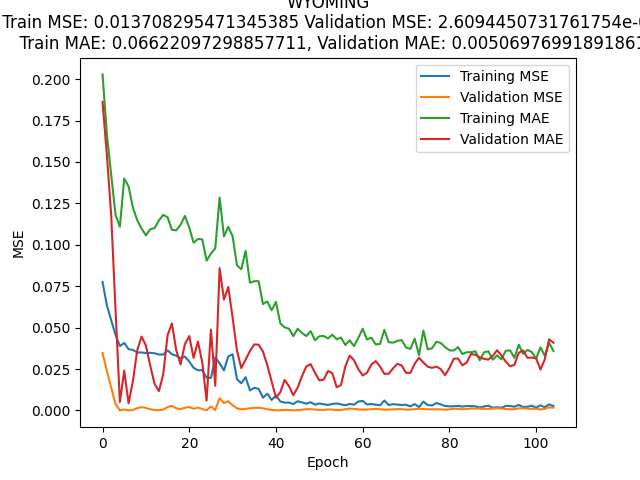 WYOMING
Train MSE: 0.013708295471345385 Validation MSE: 2.6094450731761754e-
Train MAE: 0.06622097298857711, Validation MAE: 0.00506976991891861
0.200
0.175
0.150
0.125
0.100
0.075
0.050
0.025
0.000
MSE
Training MSE
Validation MSE
Training MAE
Validation MAE
0 20 40 60 80 100
Epoch